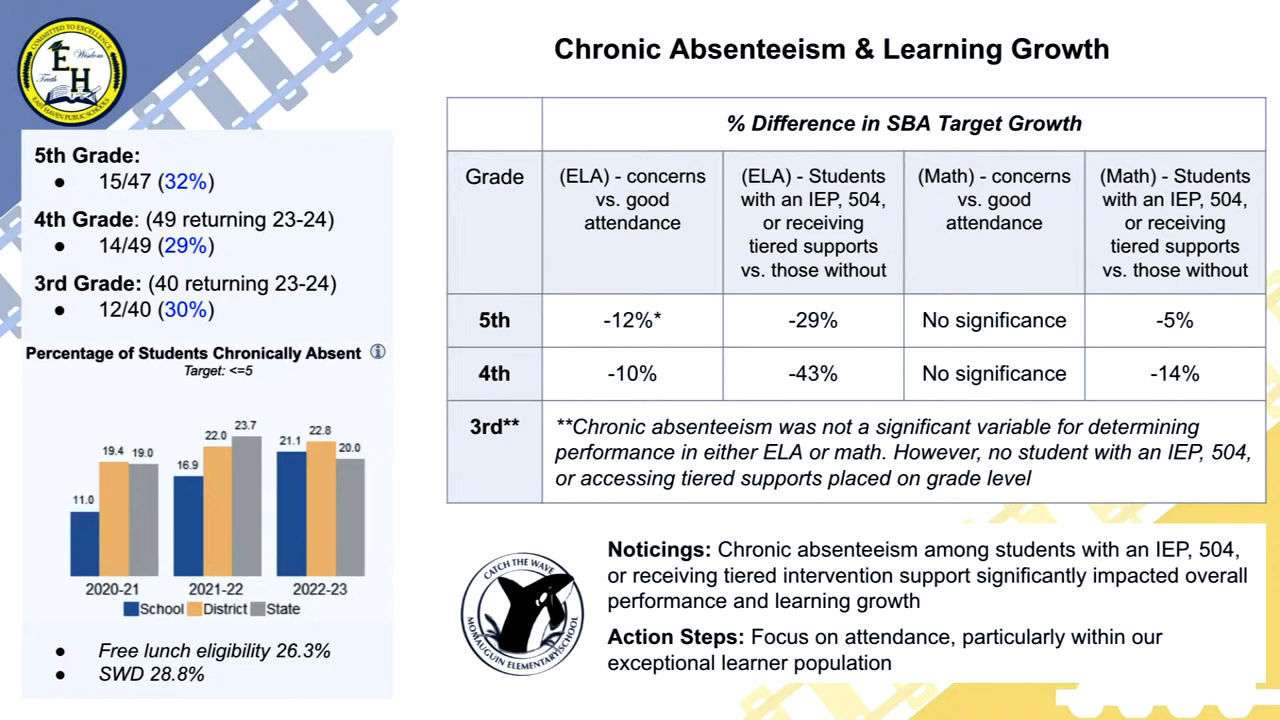 COMMITTED TO EXCELLENCE
Wisdom
E
Truth
H
EAST HAVEN PUBLIC SCHOOLS
Chronic Absenteeism & Learning Growth
5th Grade:
● 15/47 (32%)
4th Grade: (49 returning 23-24)
● 14/49 (29%)
3rd Grade: (40 returning 23-24)
● 12/40 (30%)
Percentage of Students Chronically Absent
Target: <=5
11.0 19.4 19.0 16.9 22.0 23.7 21.1 22.8 20.0
2020-21 2021-22 2022-23
School District State
● Free lunch eligibility 26.3%
● SWD 28.8%
% Difference in SBA Target Growth
Grade
(ELA) - concerns
vs. good
attendance
(ELA) - Students
with an IEP, 504,
or receiving
tiered supports
vs. those without
(Math) - concerns
vs. good
attendance
(Math) - Students
with an IEP, 504,
or receiving
tiered supports
vs. those without
5th -12%* -29% No significance -5%
4th -10% -43% No significance -14%
3rd** **Chronic absenteeism was not a significant variable for determining
performance in either ELA or math. However, no student with an IEP, 504,
or accessing tiered supports placed on grade level
CATCH THE WAVE
MOMAUGUIN ELEMENTARY SCHOOL
Noticings: Chronic absenteeism among students with an IEP, 504,
or receiving tiered intervention support significantly impacted overall
performance and learning growth
Action Steps: Focus on attendance, particularly within our
exceptional learner population